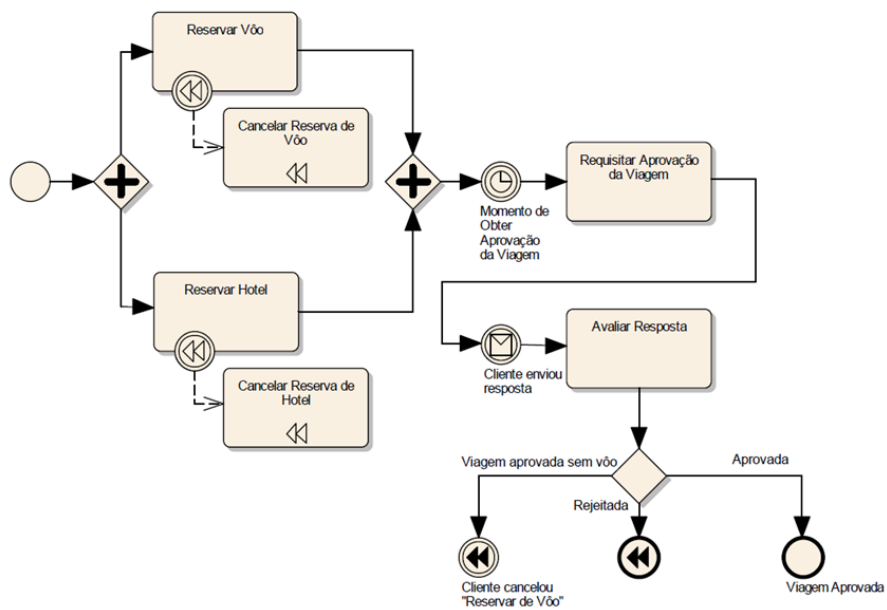 Reservar Vôo
Cancelar Reserva de
Vôo
Requisitar Aprovação
da Viagem
Momento de
Obter
Aprovação
da Viagem
Reservar Hotel
Cancelar Reserva de
Hotel
Avaliar Resposta
Cliente enviou
resposta
Viagem aprovada sem vôo
Aprovada
Rejeitada
Cliente cancelou
"Reservar de Vôo"
Viagem Aprovada